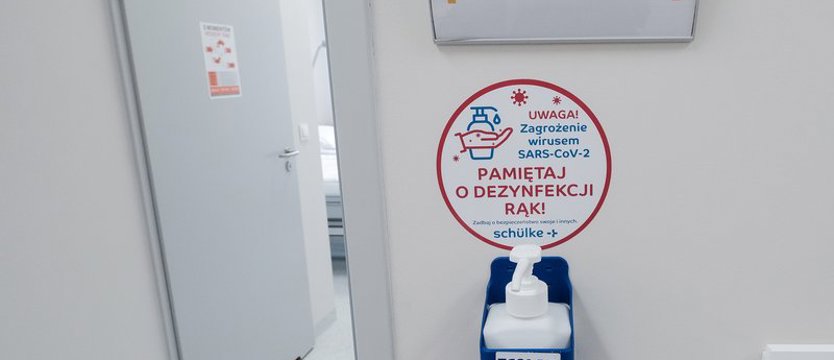 UWAGA!
Zagrożenie
wirusem
SARS-CoV-2
PAMIĘTAJ
O DEZYNFEKCJI
RĄK!
Zadbaj o bezpieczeństwo swoje i innych.
schülke